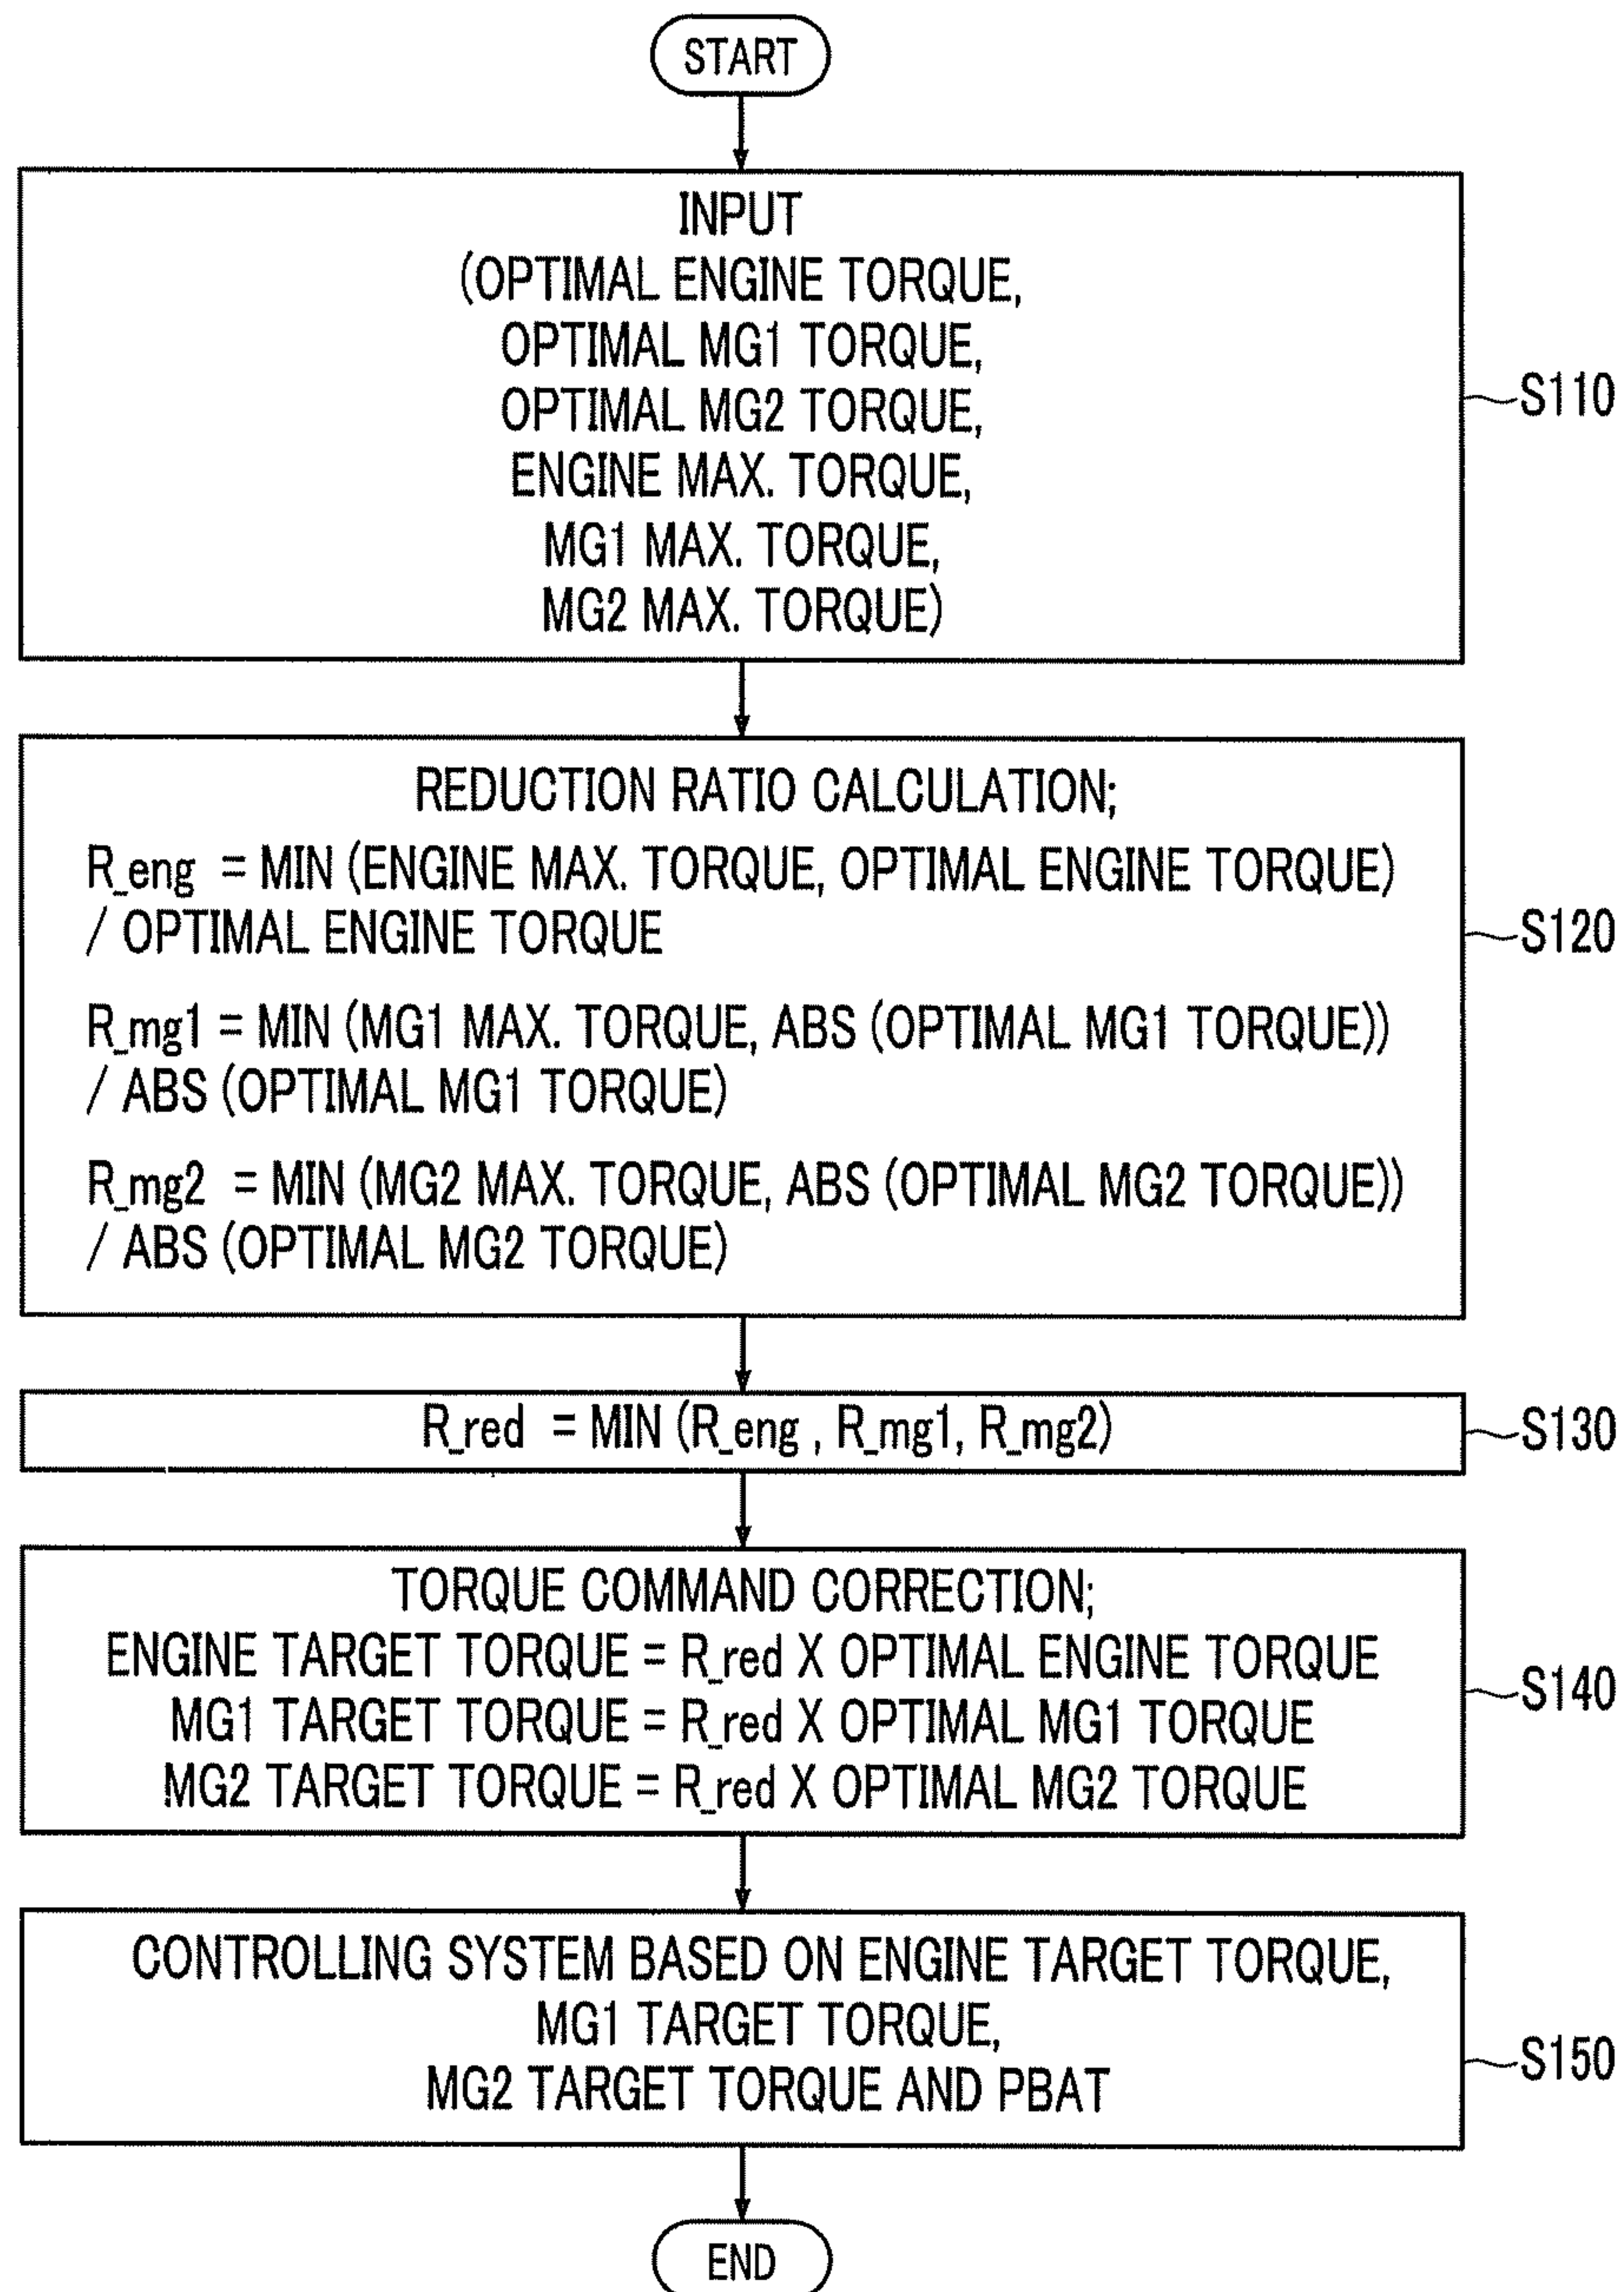 START
INPUT
(OPTIMAL ENGINE TORQUE,
OPTIMAL MG1 TORQUE,
OPTIMAL MG2 TORQUE,
ENGINE MAX. TORQUE,
MG1 MAX. TORQUE,
MG2 MAX. TORQUE)
S110
REDUCTION RATIO CALCULATION;
R_eng = MIN (ENGINE MAX. TORQUE, OPTIMAL ENGINE TORQUE)
/ OPTIMAL ENGINE TORQUE
R_mg1 = MIN (MG1 MAX. TORQUE, ABS (OPTIMAL MG1 TORQUE))
/ ABS (OPTIMAL MG1 TORQUE)
R_mg2 = MIN (MG2 MAX. TORQUE, ABS (OPTIMAL MG2 TORQUE))
/ ABS (OPTIMAL MG2 TORQUE)
S120
R_red = MIN (R_eng , R_mg1, R_mg2)
S130
TORQUE COMMAND CORRECTION;
ENGINE TARGET TORQUE = R_red X OPTIMAL ENGINE TORQUE
MG1 TARGET TORQUE = R_red X OPTIMAL MG1 TORQUE
MG2 TARGET TORQUE = R_red X OPTIMAL MG2 TORQUE
S140
CONTROLLING SYSTEM BASED ON ENGINE TARGET TORQUE,
MG1 TARGET TORQUE,
MG2 TARGET TORQUE AND PBAT
S150
END